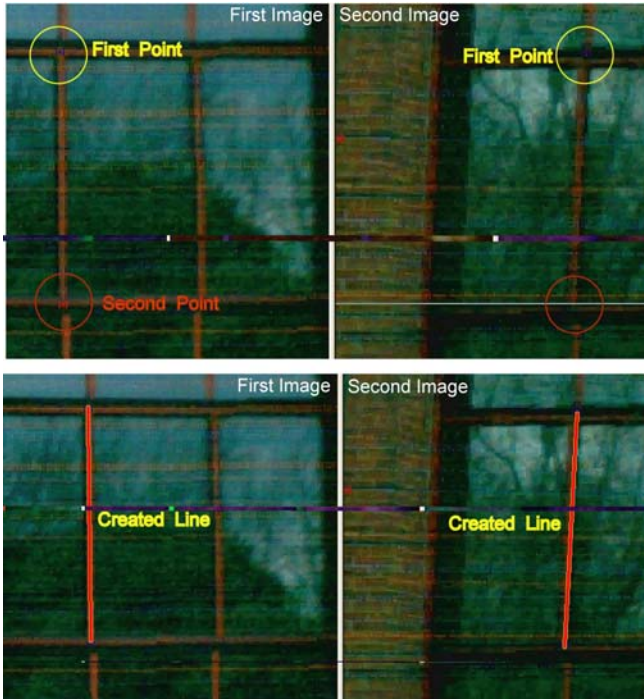 First Image
Second Image
First Point
First Point
Second Point
First Image
Second Image
Created Line
Created Line